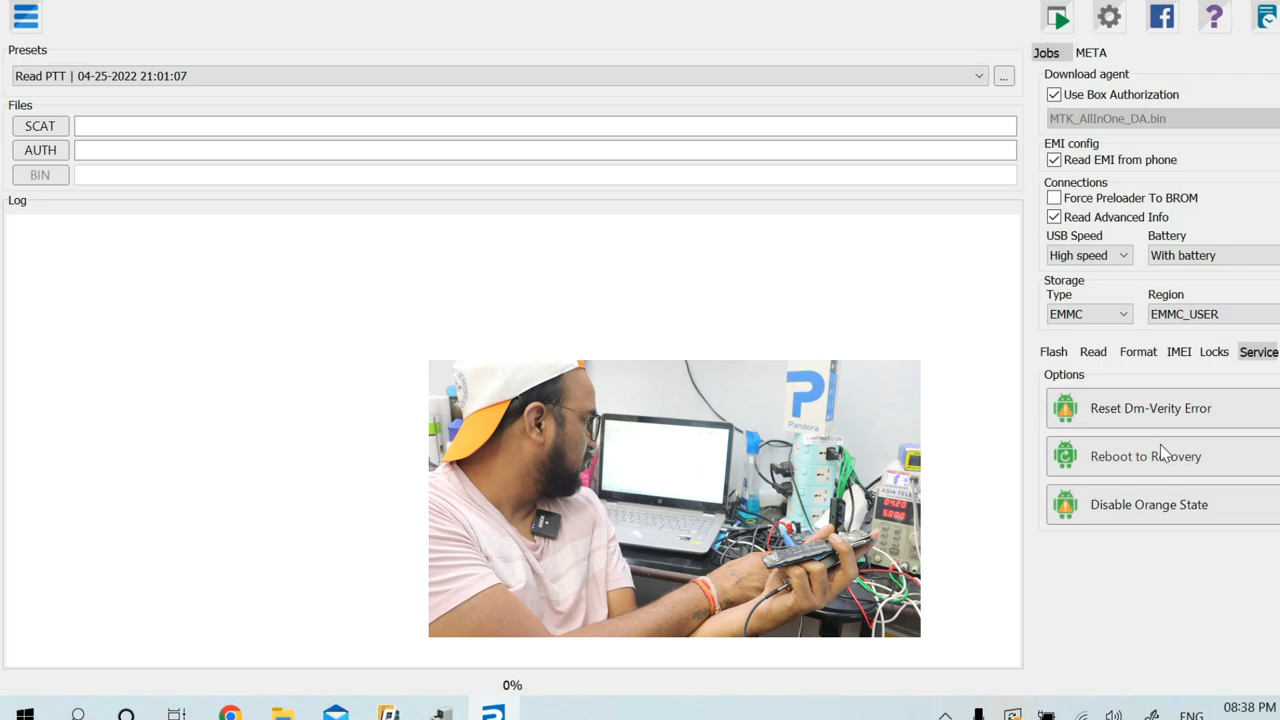 Presets
Read PTT | 04-25-2022 21:01:07
...
Files
SCAT
AUTH
BIN
Log
Jobs META
Download agent
Use Box Authorization
MTK_AllInOne_DA.bin
EMI config
Read EMI from phone
Connections
Force Preloader To BROM
Read Advanced Info
USB Speed Battery
High speed With battery
Storage
Type Region
EMMC EMMC_USER
Flash Read Format IMEI Locks Service
Options
Reset Dm-Verity Error
Reboot to Recovery
Disable Orange State
Pandora
ASIA TELE
0%
ENG
08:38 PM